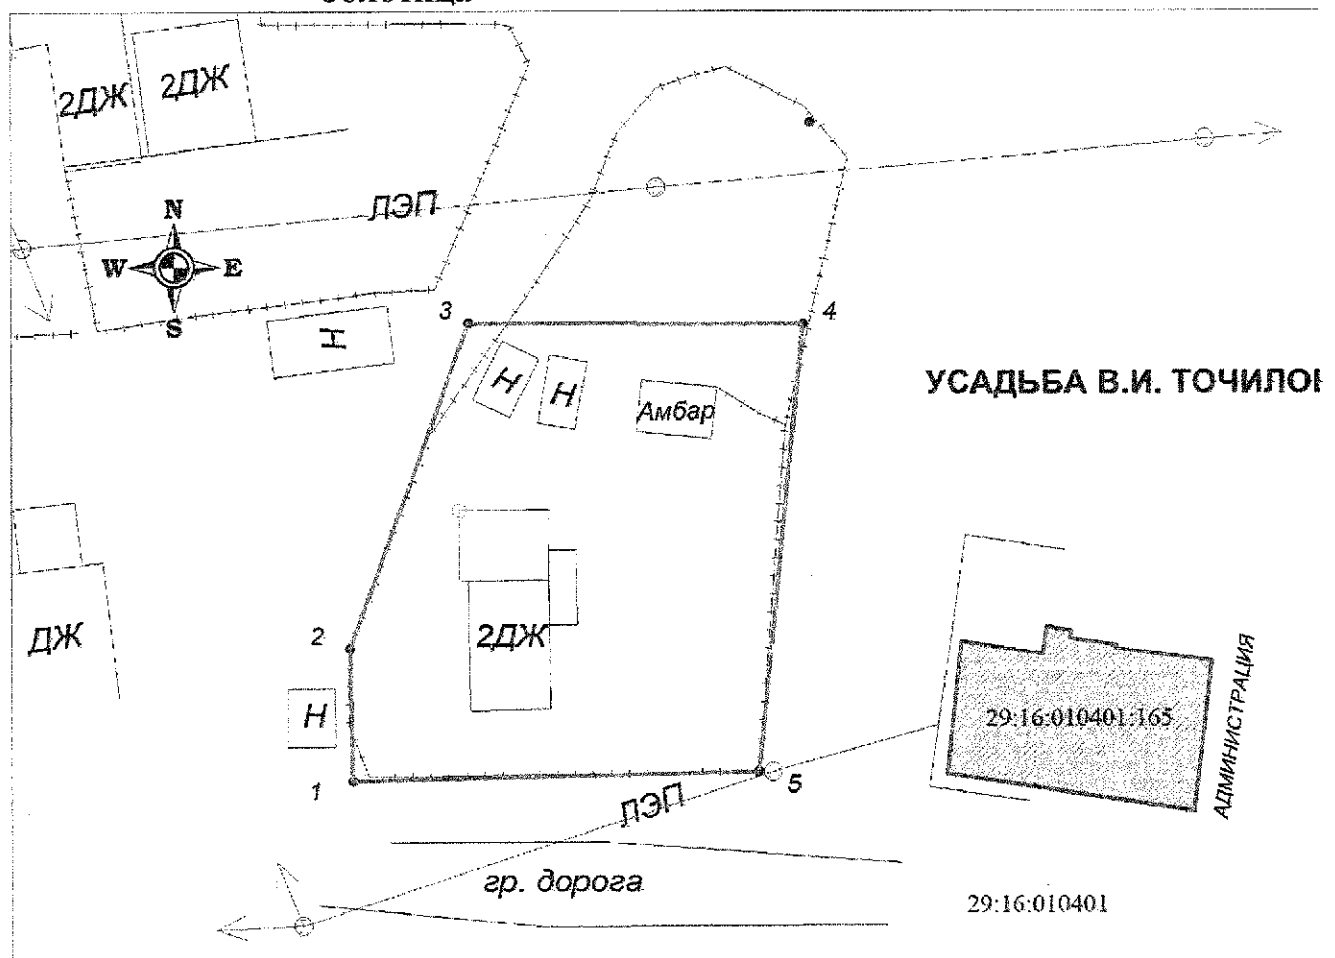 2ДЖ
2ДЖ
ЛЭП
N
W E
S
3
4
Н
Н
Н
Амбар
УСАДЬБА В.И. ТОЧИЛО
2
2ДЖ
ДЖ
Н
29:16:010401:165
АДМИНИСТРАЦИЯ
1
5
ЛЭП
гр. дорога
29:16:010401